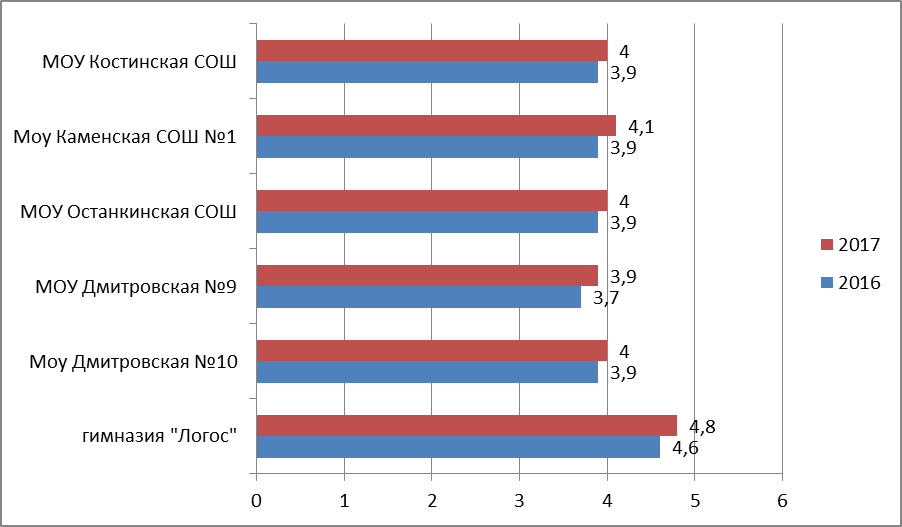 МОУ Костинская СОШ
4
3,9
Моу Каменская СОШ №1
4,1
3,9
МОУ Останкинская СОШ
4
3,9
МОУ Дмитровская №9
3,9
3,7
Моу Дмитровская №10
4
3,9
гимназия "Логос"
4,8
4,6
0 1 2 3 4 5 6
2017
2016